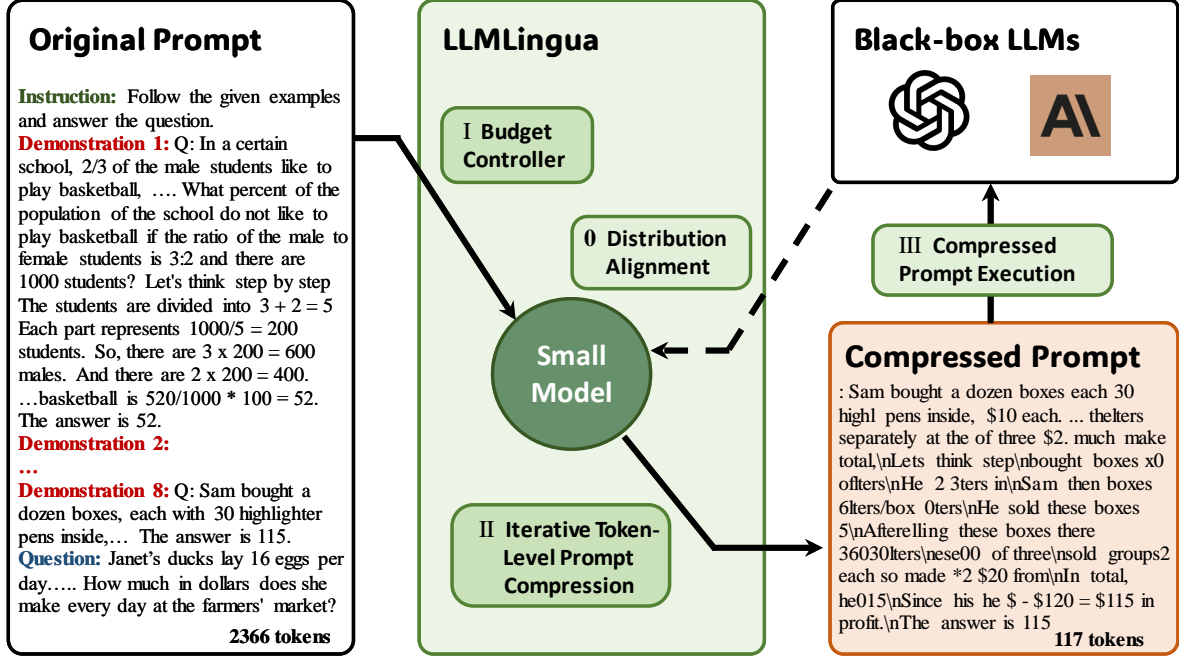 Original Prompt
Instruction: Follow the given examples
and answer the question.
Demonstration 1: Q: In a certain
school, 2/3 of the male students like to
play basketball, …. What percent of the
population of the school do not like to
play basketball if the ratio of the male to
female students is 3:2 and there are
1000 students? Let's think step by step
The students are divided into 3 + 2 = 5
Each part represents 1000/5 = 200
students. So, there are 3 x 200 = 600
males. And there are 2 x 200 = 400.
…basketball is 520/1000 * 100 = 52.
The answer is 52.
Demonstration 2:
…
Demonstration 8: Q: Sam bought a
dozen boxes, each with 30 highlighter
pens inside,… The answer is 115.
Question: Janet's ducks lay 16 eggs per
day….. How much in dollars does she
make every day at the farmers' market?
2366 tokens
LLMLingua
I Budget
Controller
0 Distribution
Alignment
Small
Model
II Iterative Token-
Level Prompt
Compression
Black-box LLMs
A\
III Compressed
Prompt Execution
Compressed Prompt
: Sam bought a dozen boxes each 30
highl pens inside, $10 each. ... thelters
separately at the of three $2. much make
total,\nLets think step\nbought boxes x0
oflters\nHe 2 3ters in\nSam then boxes
6lters/box 0ters\nHe sold these boxes
5\nAfterelling these boxes there
36030lters\nese00 of three\nsold groups2
each so made *2 $20 from\nIn total,
he015\nSince his he $ - $120 = $115 in
profit.\nThe answer is 115
117 tokens